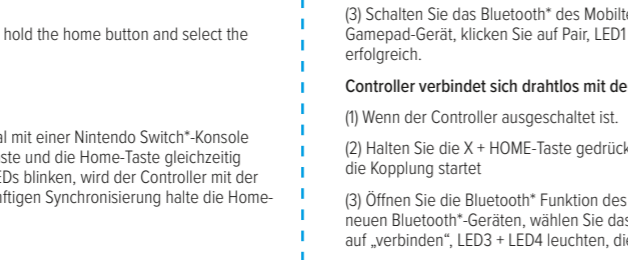 hold the home button and select the
al mit einer Nintendo Switch*-Konsole
ste und die Home-Taste gleichzeitig
EDs blinken, wird der Controller mit der
nftigen Synchronisierung halte die Home-
(3) Schalten Sie das Bluetooth* des Mobilte
Gamepad-Gerät, klicken Sie auf Pair, LED1
erfolgreich.
Controller verbindet sich drahtlos mit de
(1) Wenn der Controller ausgeschaltet ist.
(2) Halten Sie die X + HOME-Taste gedrück
die Kopplung startet
(3) Öffnen Sie die Bluetooth* Funktion des
neuen Bluetooth*-Geräten, wählen Sie das
auf „verbinden“, LED3 + LED4 leuchten, die